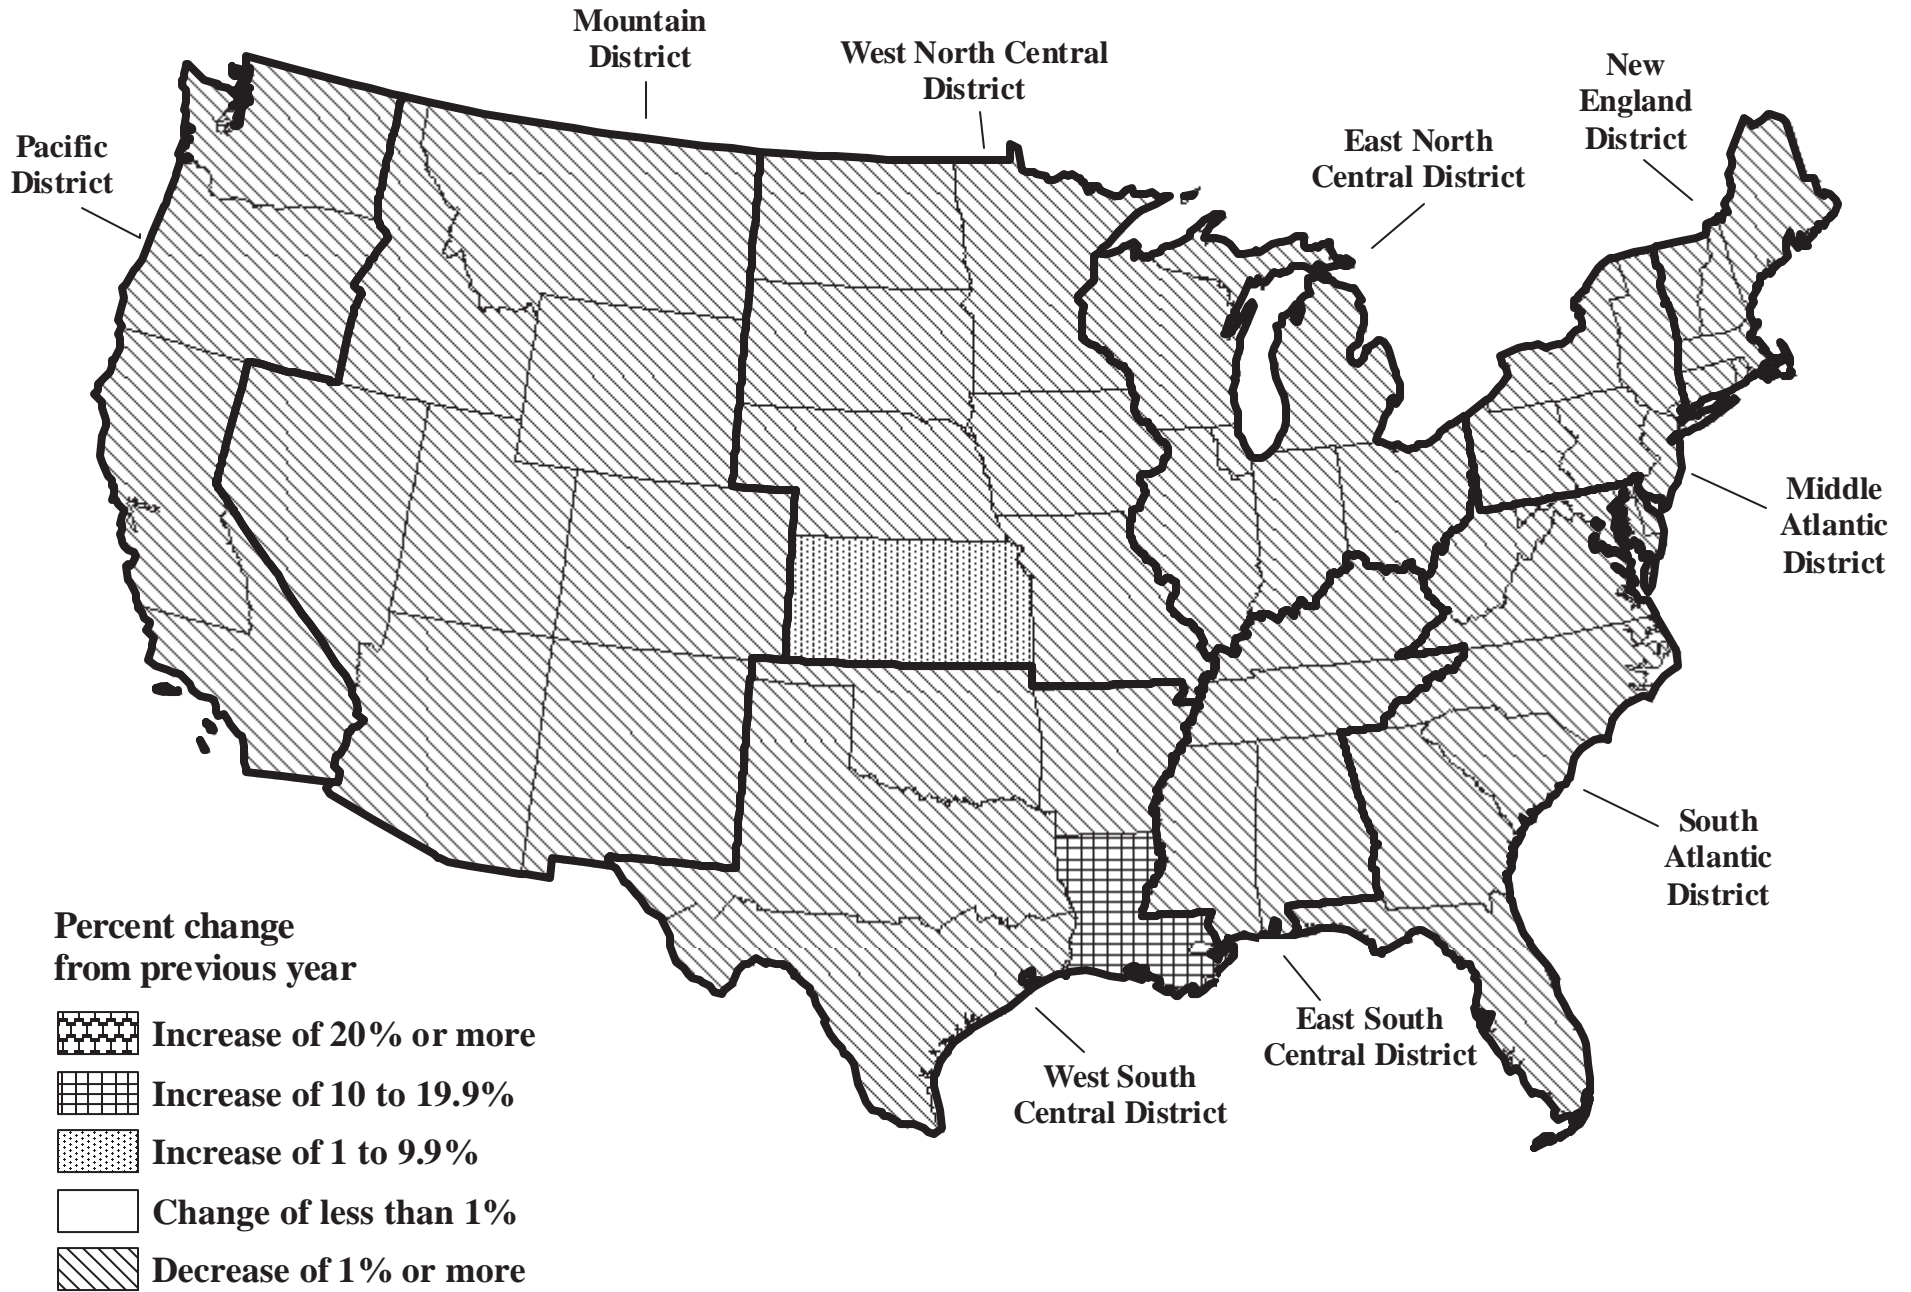 Mountain
District
West North Central
District
New
England
District
East North
Central District
Pacific
District
Middle
Atlantic
District
South
Atlantic
District
East South
Central District
West South
Central District
Percent change
from previous year
Increase of 20% or more
Increase of 10 to 19.9%
Increase of 1 to 9.9%
Change of less than 1%
Decrease of 1% or more